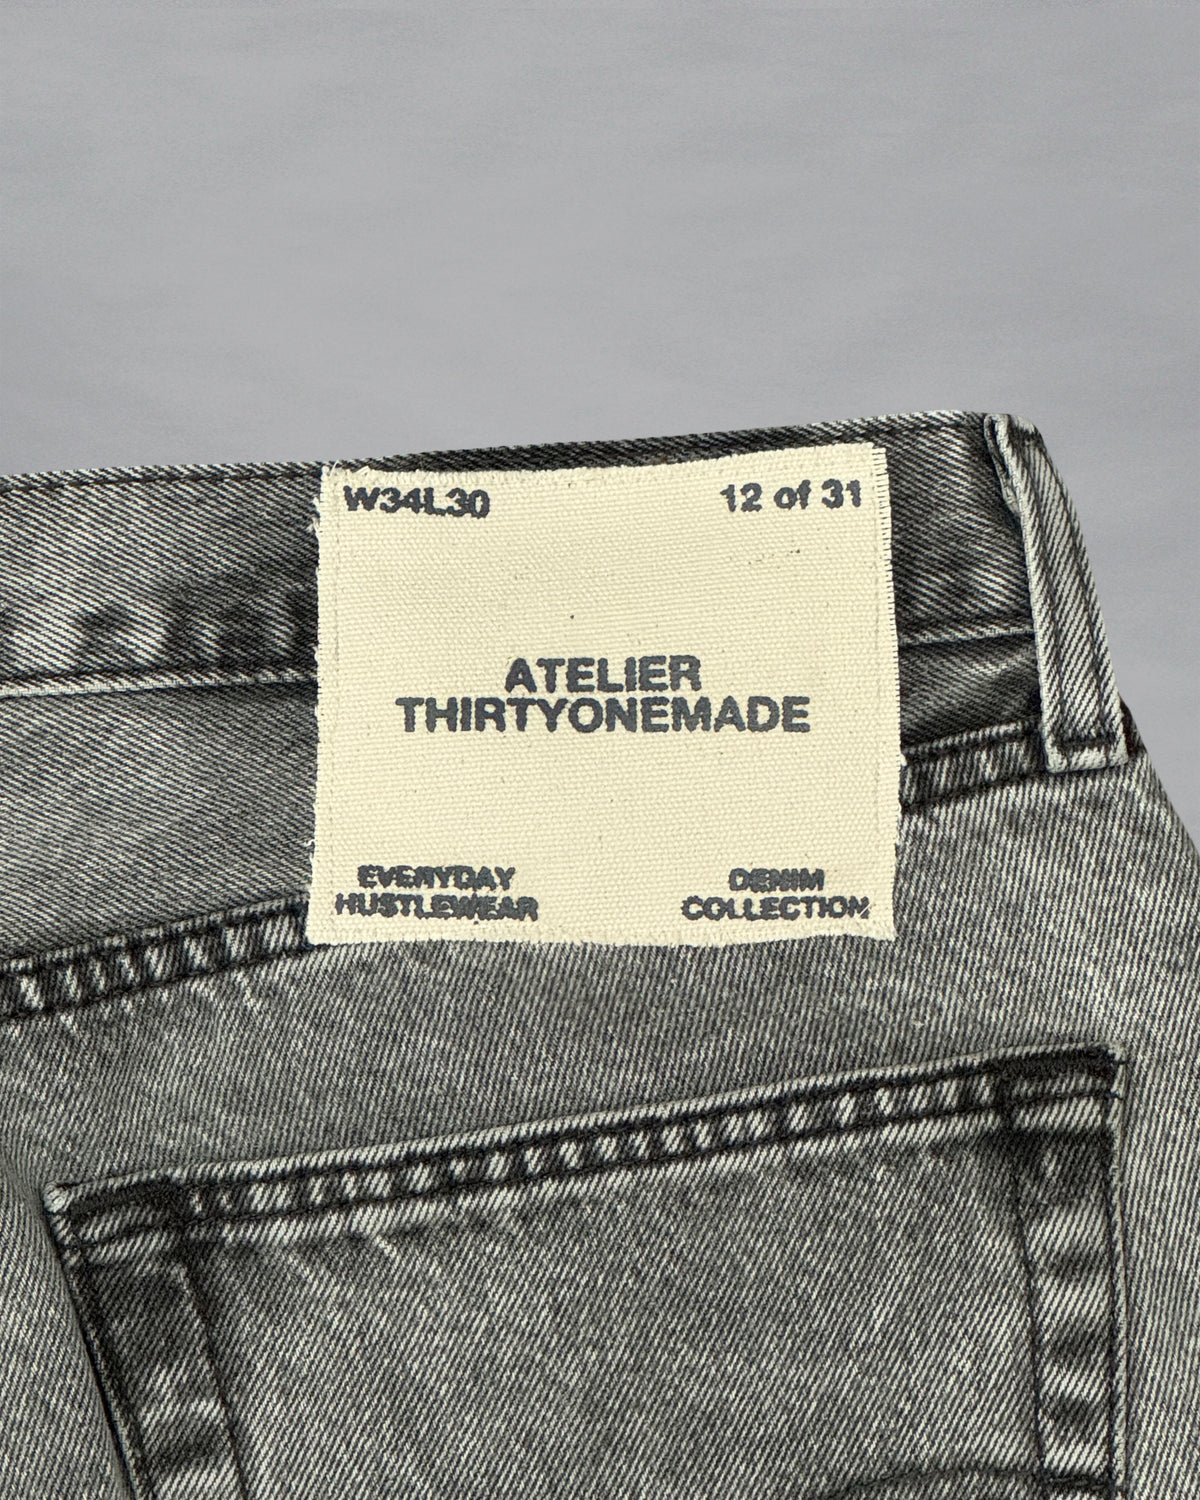 W34L30
12 of 31
ATELIER
THIRTYONEMADE
EVERYDAY
HUSTLEWEAR
DENIM
COLLECTION